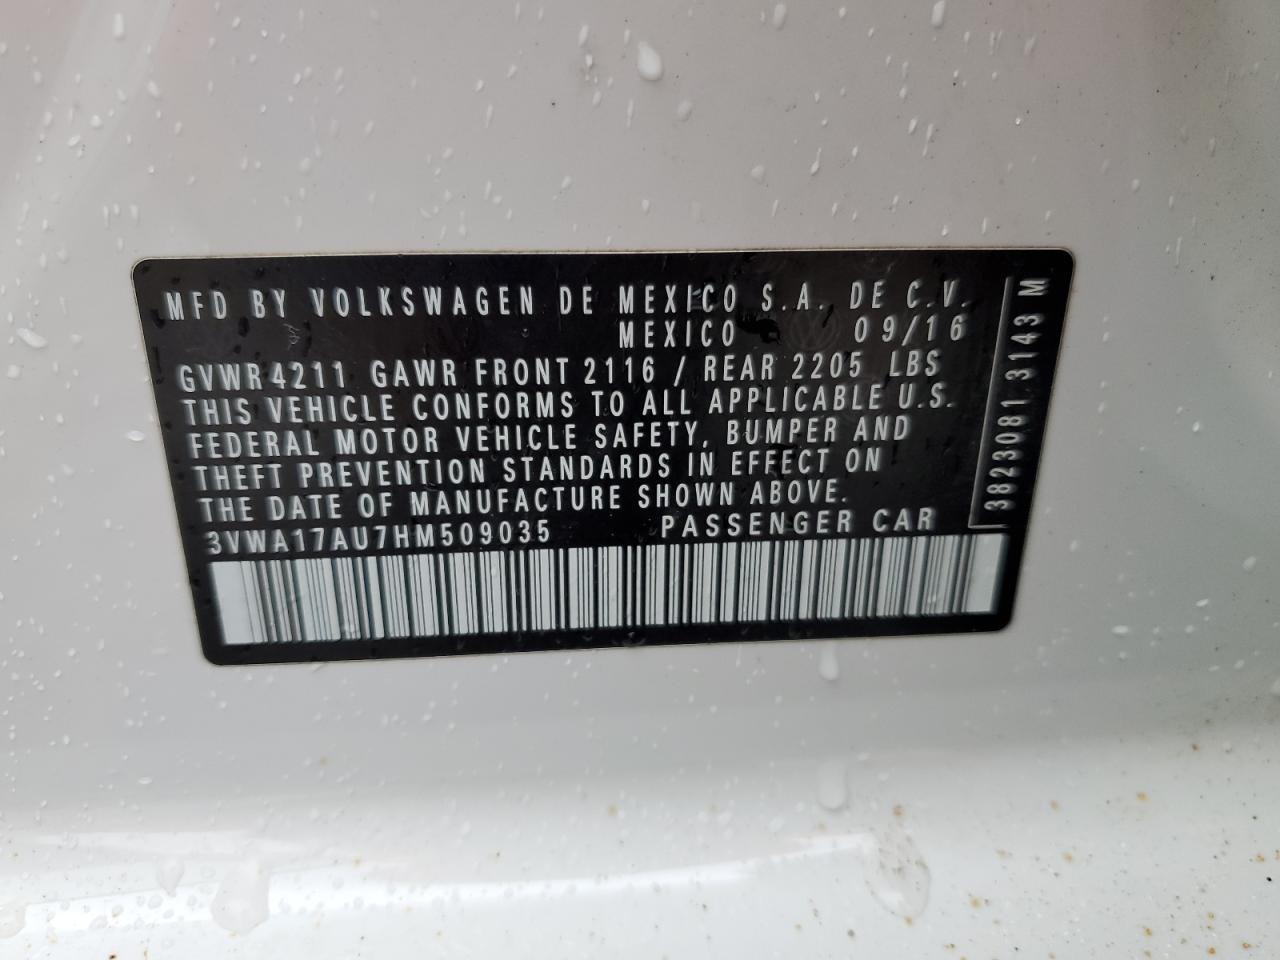 MFD BY VOLKSWAGEN DE MEXICO S.A. DE C.V.
MEXICO 09/16
GVWR 4211 GAWR FRONT 2116 / REAR 2205 LBS
THIS VEHICLE CONFORMS TO ALL APPLICABLE U.S.
FEDERAL MOTOR VEHICLE SAFETY, BUMPER AND
THEFT PREVENTION STANDARDS IN EFFECT ON
THE DATE OF MANUFACTURE SHOWN ABOVE.
3VWA17AU7HM509035 PASSENGER CAR
3823081.3143 M